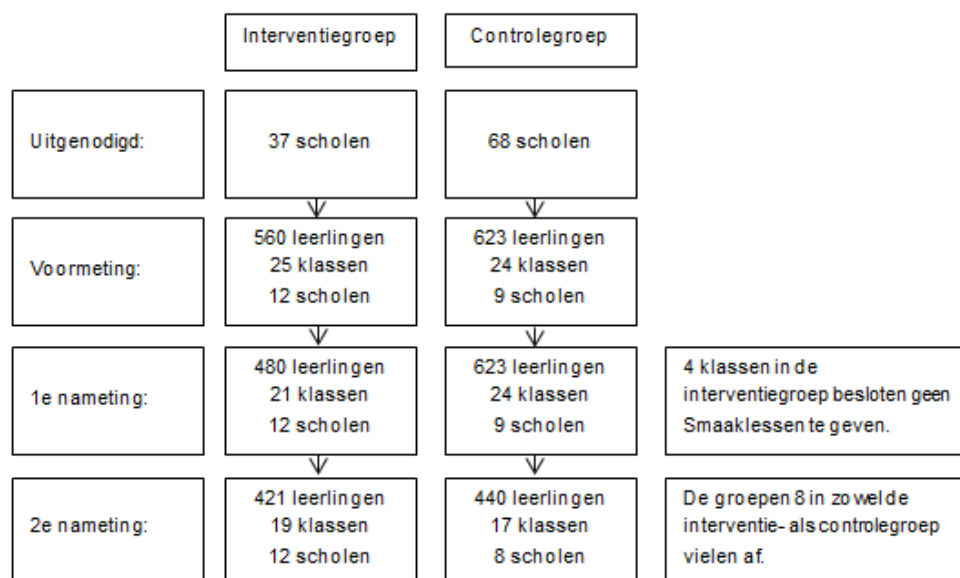 Interventiegroep
Controlegroep
Uitgenodigd:
37 scholen
68 scholen
Voormeting:
560 leerlingen
25 klassen
12 scholen
623 leerlingen
24 klassen
9 scholen
1e nameting:
480 leerlingen
21 klassen
12 scholen
623 leerlingen
24 klassen
9 scholen
4 klassen in de
interventiegroep besloten geen
Smaaklessen te geven.
2e nameting:
421 leerlingen
19 klassen
12 scholen
440 leerlingen
17 klassen
8 scholen
De groepen 8 in zowel de
interventie- als controlegroep
vielen af.